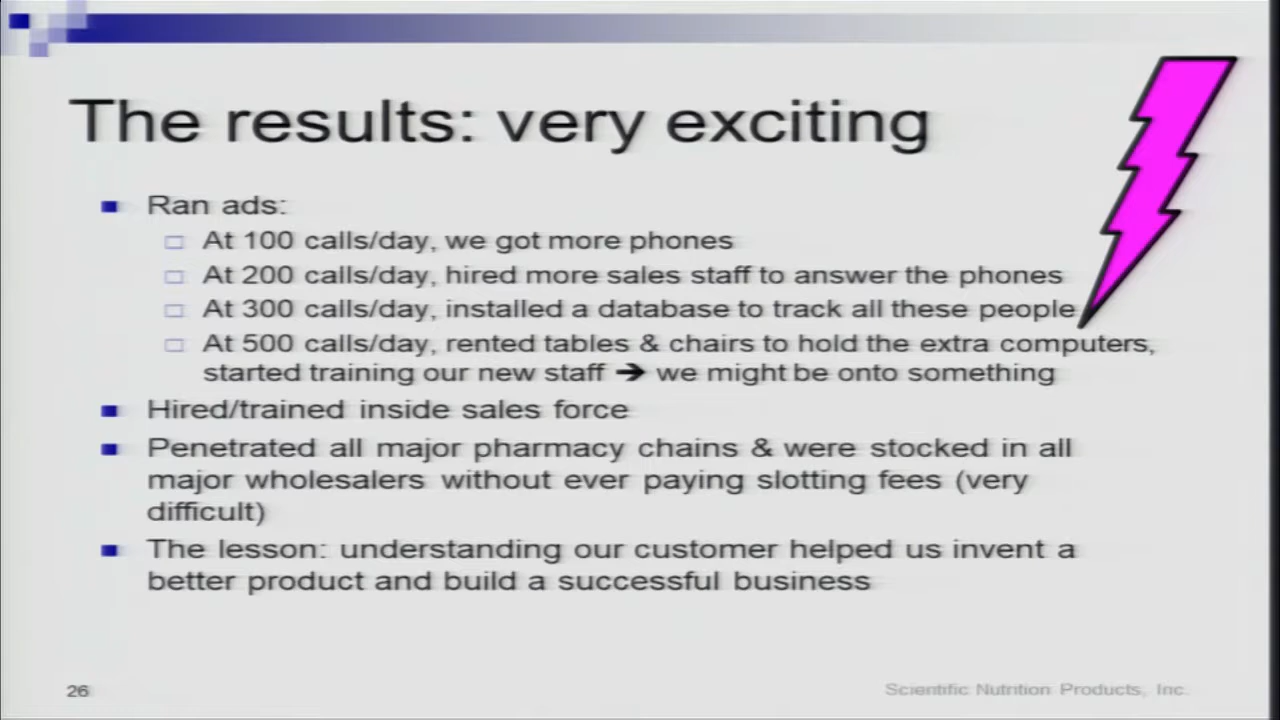 The results: very exciting
Ran ads:
At 100 calls/day, we got more phones
At 200 calls/day, hired more sales staff to answer the phones
At 300 calls/day, installed a database to track all these people
At 500 calls/day, rented tables & chairs to hold the extra computers,
started training our new staff ➔ we might be onto something
Hired/trained inside sales force
Penetrated all major pharmacy chains & were stocked in all
major wholesalers without ever paying slotting fees (very
difficult)
The lesson: understanding our customer helped us invent a
better product and build a successful business
26
Scientific Nutrition Products, Inc.